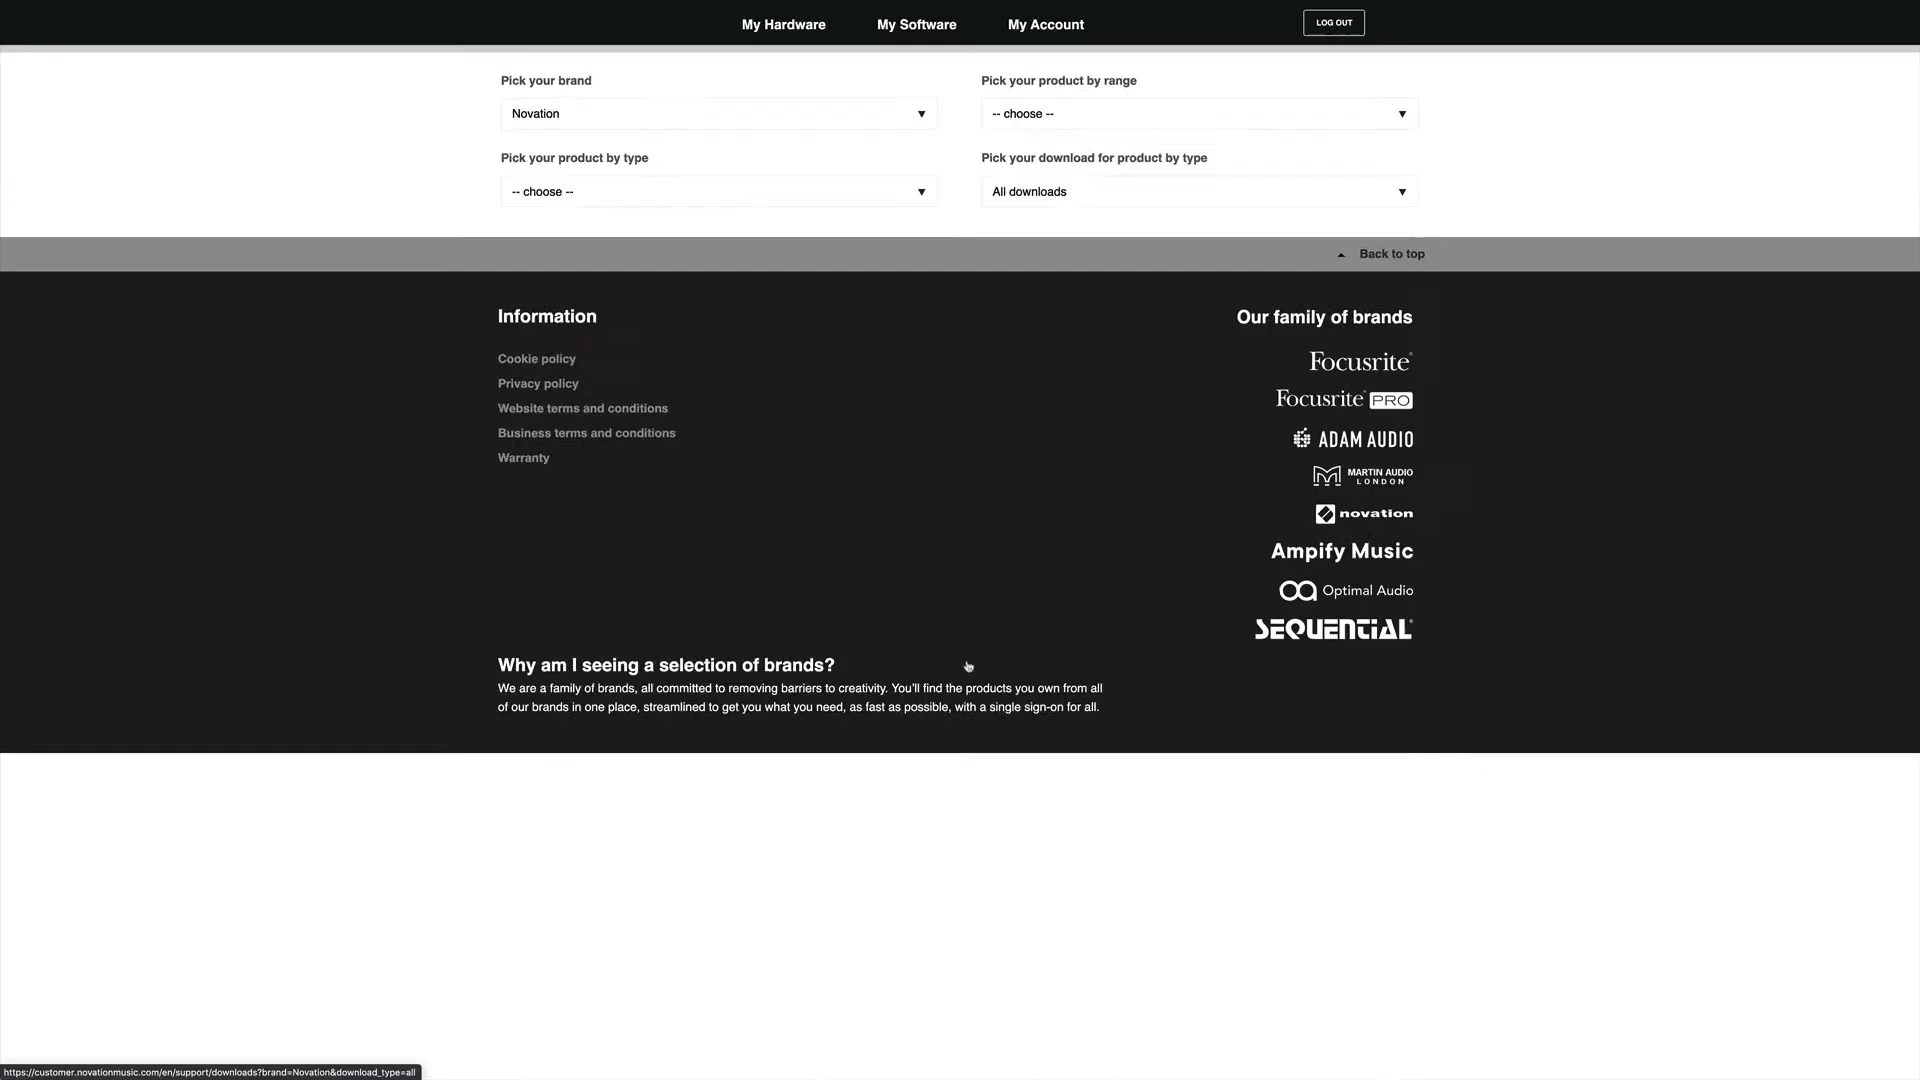 My Hardware
My Software
My Account
LOG OUT
Pick your brand
Pick your product by range
Novation
-- choose --
Pick your product by type
Pick your download for product by type
-- choose --
All downloads
Back to top
Information
Our family of brands
Cookie policy
Privacy policy
Website terms and conditions
Business terms and conditions
Warranty
Focusrite
Focusrite PRO
ADAM AUDIO
MARTIN AUDIO
LONDON
novation
Ampify Music
Optimal Audio
SEQUENTIAL
Why am I seeing a selection of brands?
We are a family of brands, all committed to removing barriers to creativity. You'll find the products you own from all
of our brands in one place, streamlined to get you what you need, as fast as possible, with a single sign-on for all.
https://customer.novationmusic.com/en/support/downloads?brand=Novation&download_type=all